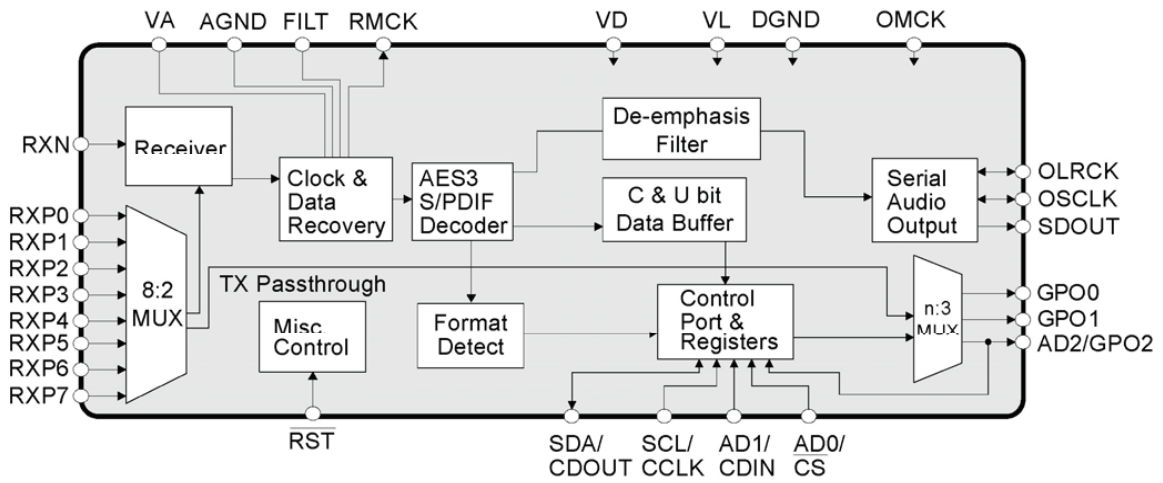 VA AGND FILT RMCK VD VL DGND OMCK
RXN
Receiver
Clock &
Data
Recovery
AES3
S/PDIF
Decoder
De-emphasis
Filter
C & U bit
Data Buffer
Serial
Audio
Output
OLRCK
OSCLK
SDOUT
RXP0
RXP1
RXP2
RXP3
RXP4
RXP5
RXP6
RXP7
8:2
MUX
TX Passthrough
Misc.
Control
Format
Detect
Control
Port &
Registers
n:3
MUX
GPO0
GPO1
AD2/GPO2
RST
SDA/
CDOUT
SCL/
CCLK
AD1/
CDIN
AD0/
CS